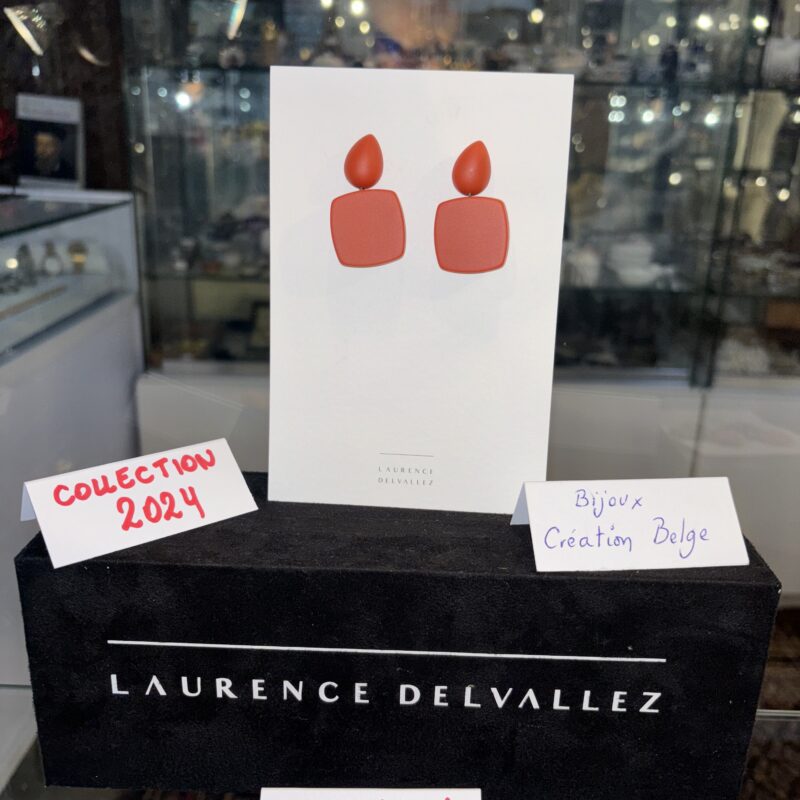 LAURENCE
DELVALLEZ
COLLECTION
2024
Bijoux
Création Belge
LAURENCE DELVALLEZ